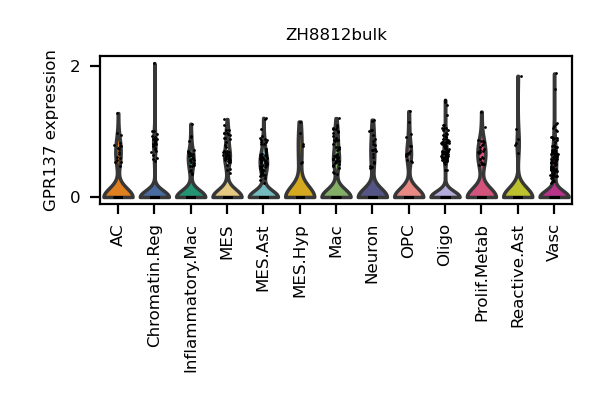 ZH8812bulk
GPR137 expression
2
0
AC
Chromatin.Reg
Inflammatory.Mac
MES
MES.Ast
MES.Hyp
Mac
Neuron
OPC
Oligo
Prolif.Metab
Reactive.Ast
Vasc